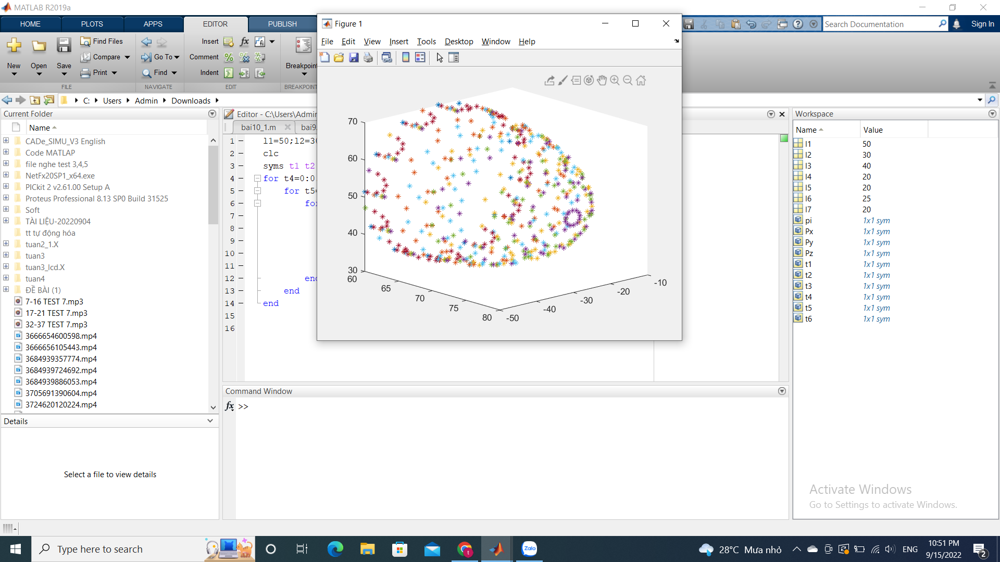 MATLAB R2019a
HOME PLOTS APPS EDITOR PUBLISH
Search Documentation
Sign In
New Open Save
Find Files
Compare
Print
FILE
Go To
Find
NAVIGATE
Insert
Comment
Indent
EDIT
Breakpoint
BREAKPOIN
C: Users Admin Downloads
Current Folder
Name
CADe_SIMU_V3 English
Code MATLAP
file nghe test 3,4,5
NetFx20SP1_x64.exe
PICkit 2 v2.61.00 Setup A
Proteus Professional 8.13 SP0 Build 31525
Soft
TÀI LIỆU-20220904
tt tự động hóa
tuan2_1.X
tuan3
tuan3_lcd.X
tuan4
ĐỀ BÀI (1)
7-16 TEST 7.mp3
17-21 TEST 7.mp3
32-37 TEST 7.mp3
3666654600598.mp4
3666656105443.mp4
3684939357774.mp4
3684939724692.mp4
3684939886053.mp4
3705691390604.mp4
3724620120224.mp4
Details
Select a file to view details
Editor - C:\Users\Admin
bai10_1.m
bai9
1 l1=50;l2=30
2 clc
3 syms t1 t2
4 for t4=0:0
5 for t5=
6 for
7
8
9
10
11
12 end
13 end
14 end
15
16
Figure 1
File Edit View Insert Tools Desktop Window Help
70
60
50
40
30
60
65
70
75
80
-50
-40
-30
-20
-10
Command Window
fx >>
Workspace
Name Value
l1 50
l2 30
l3 40
l4 20
l5 20
l6 25
l7 20
pi 1x1 sym
Px 1x1 sym
Py 1x1 sym
Pz 1x1 sym
t1 1x1 sym
t2 1x1 sym
t3 1x1 sym
t4 1x1 sym
t5 1x1 sym
t6 1x1 sym
Activate Windows
Go to Settings to activate Windows.
Type here to search
Zalo
28°C Mưa nhỏ
ENG
10:51 PM
9/15/2022
2